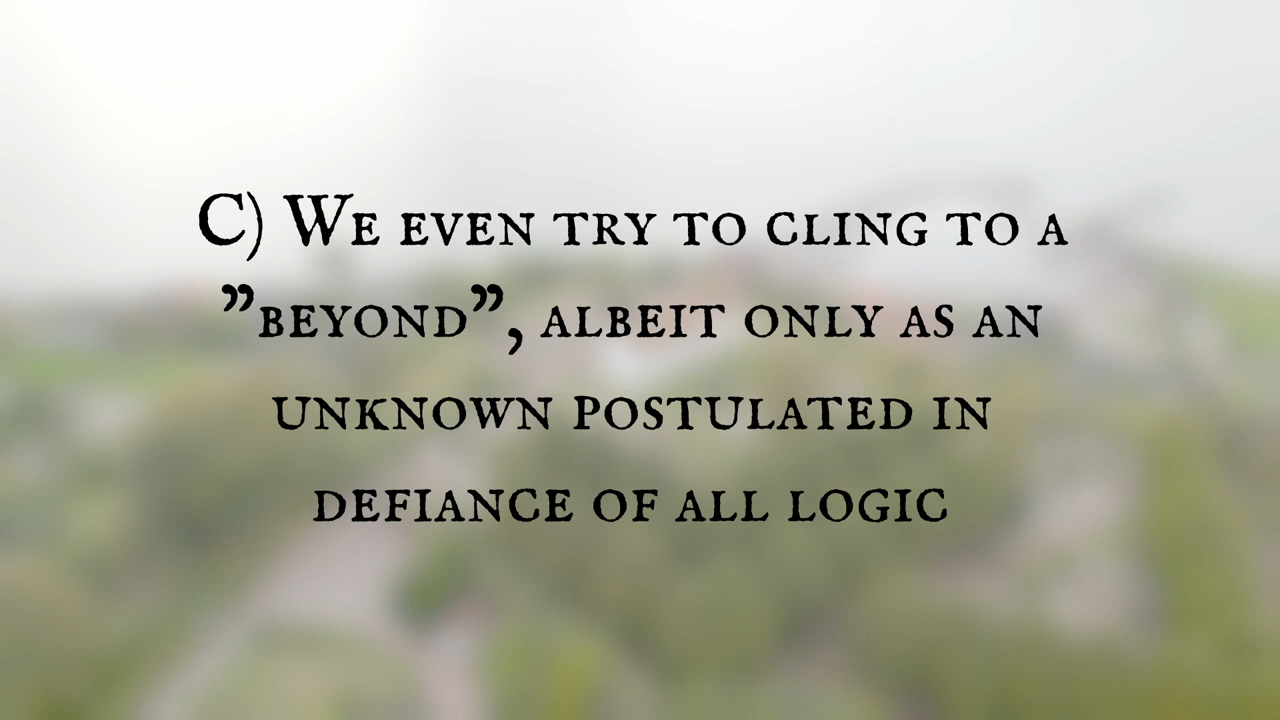 C) We even try to cling to a
”beyond”, albeit only as an
unknown postulated in
defiance of all logic